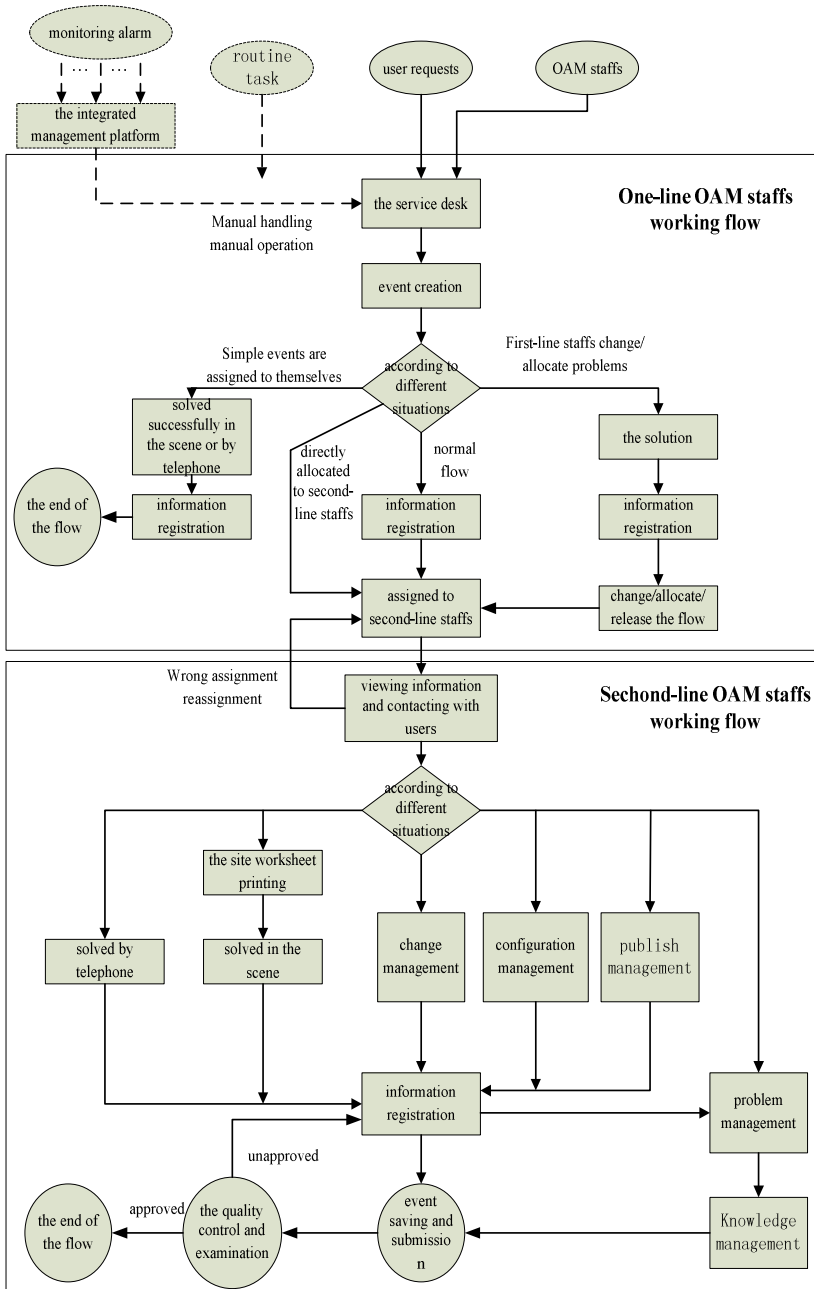 monitoring alarm
... ...
routine
task
user requests
OAM staffs
the integrated
management platform
One-line OAM staffs
working flow
the service desk
Manual handling
manual operation
event creation
First-line staffs change/
allocate problems
Simple events are
assigned to themselves
according to
different
situations
solved
successfully in
the scene or by
telephone
the solution
directly
allocated
to second-
line staffs
normal
flow
the end of
the flow
information
registration
information
registration
information
registration
assigned to
second-line staffs
change/allocate/
release the flow
Wrong assignment
reassignment
viewing information
and contacting with
users
Sechond-line OAM staffs
working flow
according to
different
situations
the site worksheet
printing
solved by
telephone
solved in the
scene
change
management
configuration
management
publish
management
information
registration
problem
management
unapproved
approved
the end of
the flow
the quality
control and
examination
event
saving and
submissio
n
Knowledge
management